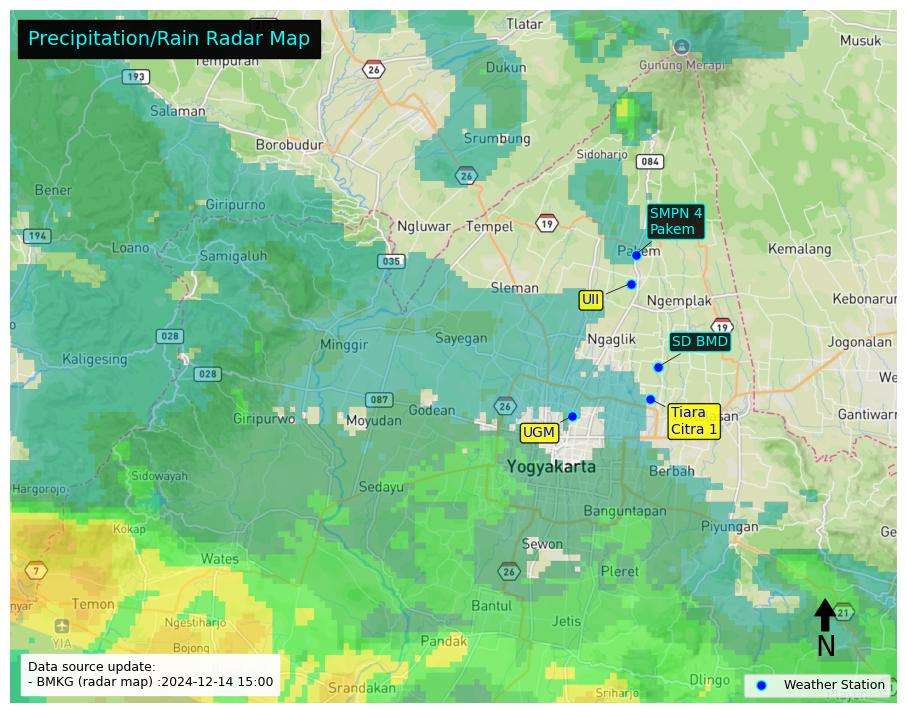 Precipitation/Rain Radar Map
Tlatar
Musuk
Tempuran
26
Dukun
Gunung Merapi
193
Salaman
Borobudur
Srumbung
Sidoharjo
084
26
Bener
Giripurno
SMPN 4
Pakem
Ngluwar
Tempel
19
194
Loano
Samigaluh
035
Pakem
Kemalang
Sleman
UII
Ngemplak
Kebonarum
19
028
Minggir
Sayegan
Ngaglik
SD BMD
Jogonalan
Kaligesing
028
087
Godean
26
Giripurwo
Moyudan
UGM
Tiara
Citra 1
Gantiwarn
Yogyakarta
Berbah
Sidowayah
Hargorojo
Sedayu
Banguntapan
Piyungan
Kokap
Sewon
Wates
Pleret
7
26
Temon
Bantul
Ngestiharjo
Jetis
21
YIA
Bojong
Pandak
N
Data source update:
- BMKG (radar map) :2024-12-14 15:00
Srandakan
Sriharjo
Dlingo
Weather Station